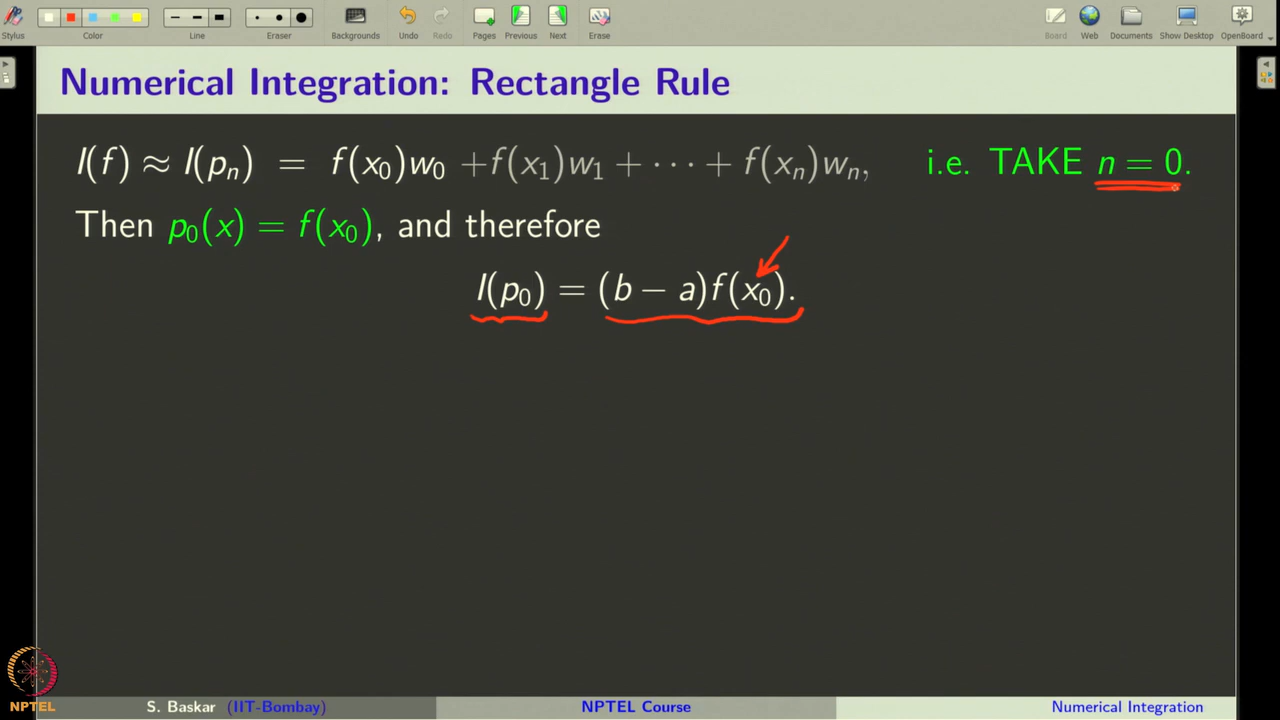 Stylus Color Line Eraser Backgrounds Undo Redo Pages Previous Next Erase Board Web Documents Show Desktop OpenBoard
Numerical Integration: Rectangle Rule
I(f) ≈ I(pₙ) = f(x₀)w₀ +f(x₁)w₁ + ⋯ + f(xₙ)wₙ, i.e. TAKE n = 0.
Then p₀(x) = f(x₀), and therefore
I(p₀) = (b − a)f(x₀).
NPTEL
S. Baskar (IIT-Bombay) NPTEL Course Numerical Integration